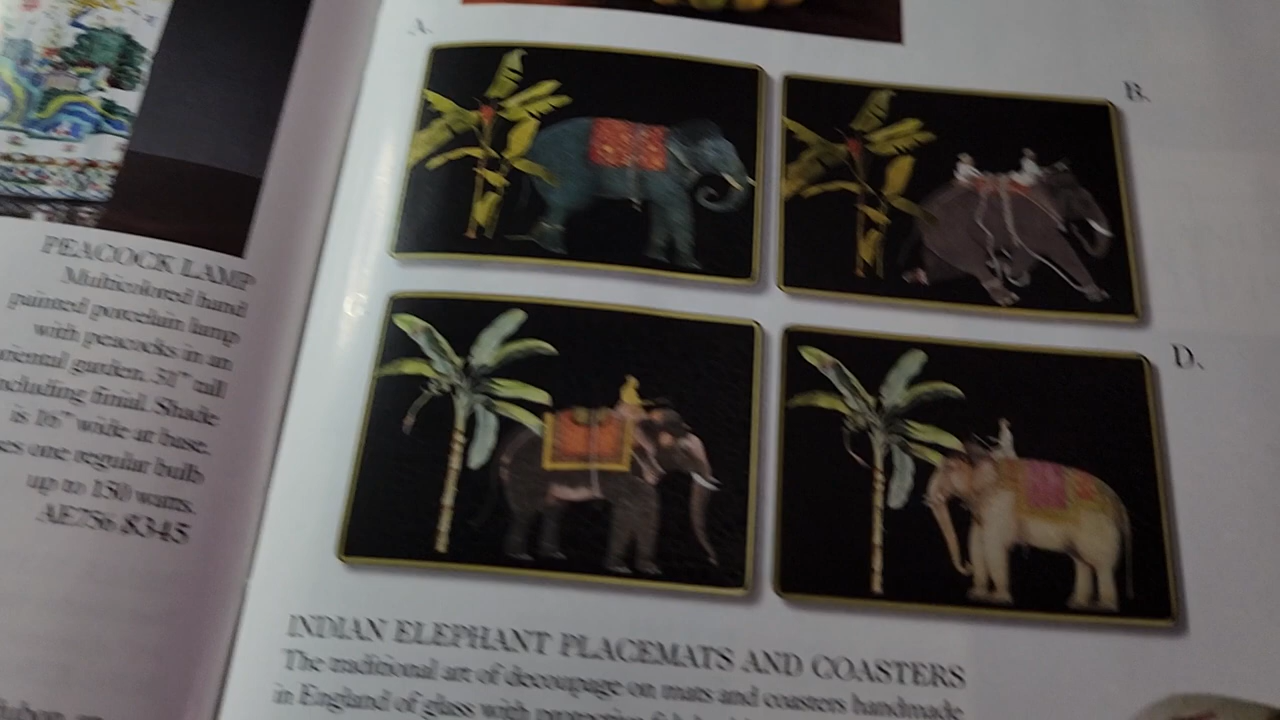 PEACOCK LAMP
Multicolored hand
painted porcelain lamp
with peacocks in an
oriental garden. 31" tall
including finial. Shade
is 16" wide at base.
es one regular bulb
up to 150 watts.
AE756 $345
A.
B.
D.
INDIAN ELEPHANT PLACEMATS AND COASTERS
The traditional art of decoupage on mats and coasters handmade
in England of glass with protective